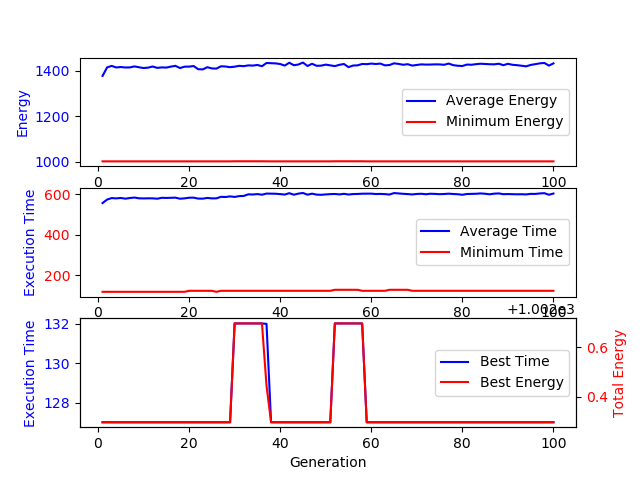 1400
1200
1000
Energy
Average Energy
Minimum Energy
0 20 40 60 80 100
600
400
200
Execution Time
Average Time
Minimum Time
0 20 40 60 80 100
+1.002e3
132
130
128
Execution Time
Best Time
Best Energy
0.6
0.4
Total Energy
0 20 40 60 80 100
Generation